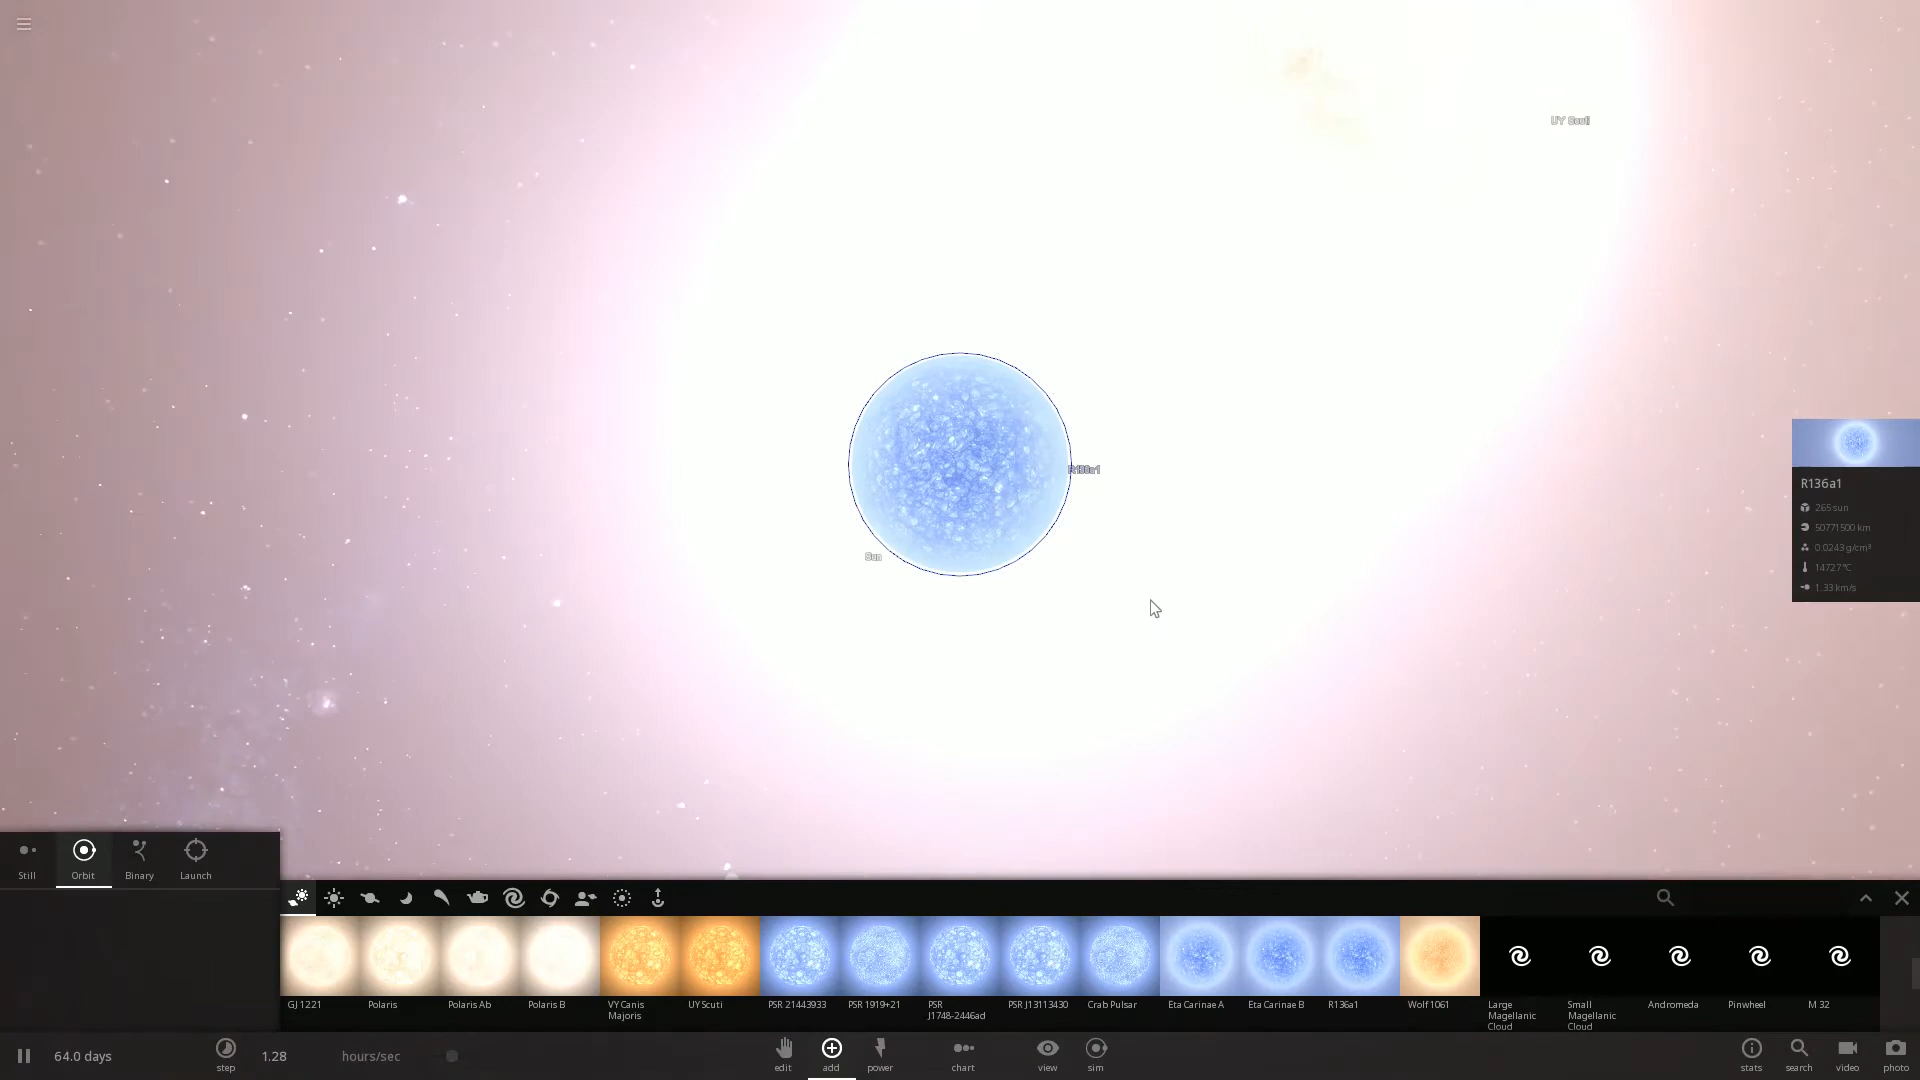 UY Scuti
R136a1
Sun
R136a1
265 sun
50771500 km
0.0243 g/cm³
14727°C
1.33 km/s
Still
Orbit
Binary
Launch
GJ 1221
Polaris
Polaris Ab
Polaris B
VY Canis
Majoris
UY Scuti
PSR 21443933
PSR 1919+21
PSR
J1748-2446ad
PSR J13113430
Crab Pulsar
Eta Carinae A
Eta Carinae B
R136a1
Wolf 1061
Large
Magellanic
Cloud
Small
Magellanic
Cloud
Andromeda
Pinwheel
M 32
64.0 days
step
1.28
hours/sec
edit
add
power
chart
view
sim
stats
search
video
photo